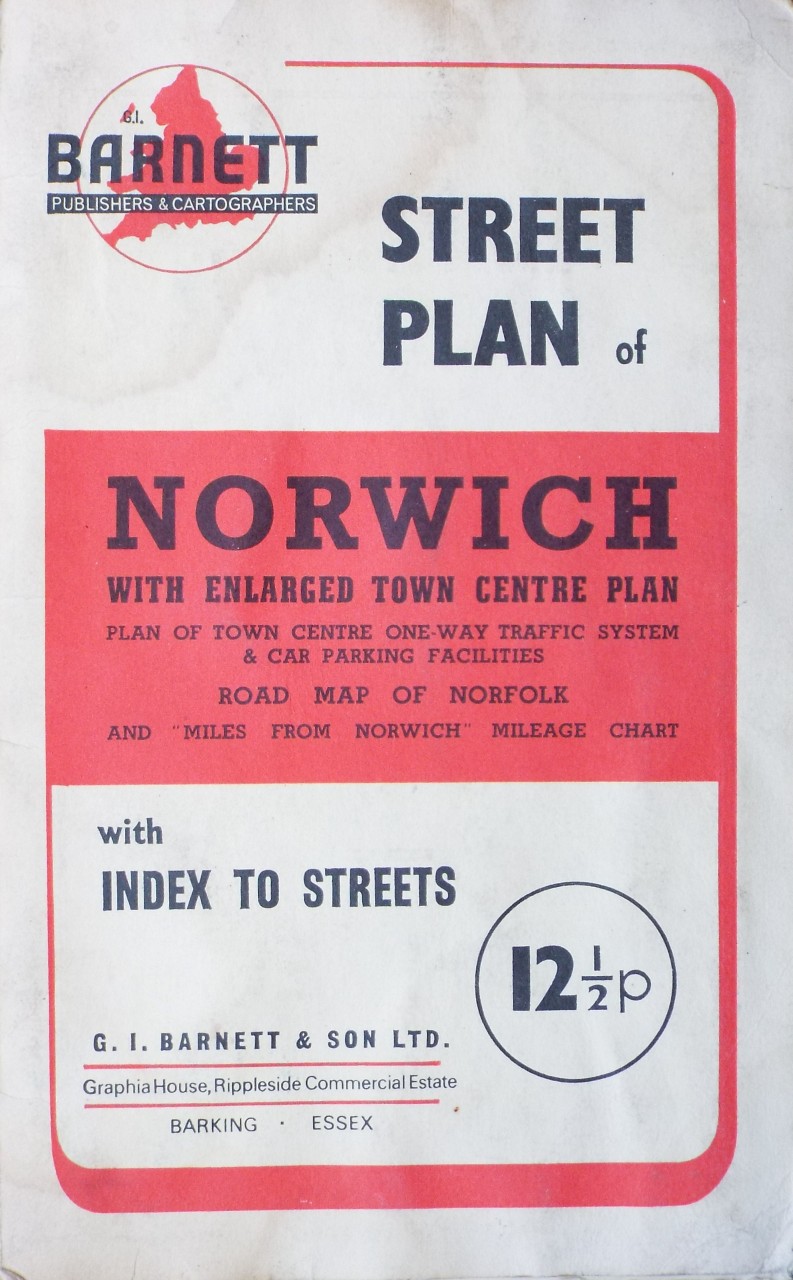 G.I.
BARNETT
PUBLISHERS & CARTOGRAPHERS
STREET
PLAN of
NORWICH
WITH ENLARGED TOWN CENTRE PLAN
PLAN OF TOWN CENTRE ONE-WAY TRAFFIC SYSTEM
& CAR PARKING FACILITIES
ROAD MAP OF NORFOLK
AND "MILES FROM NORWICH" MILEAGE CHART
with
INDEX TO STREETS
12½p
G. I. BARNETT & SON LTD.
Graphia House, Rippleside Commercial Estate
BARKING · ESSEX